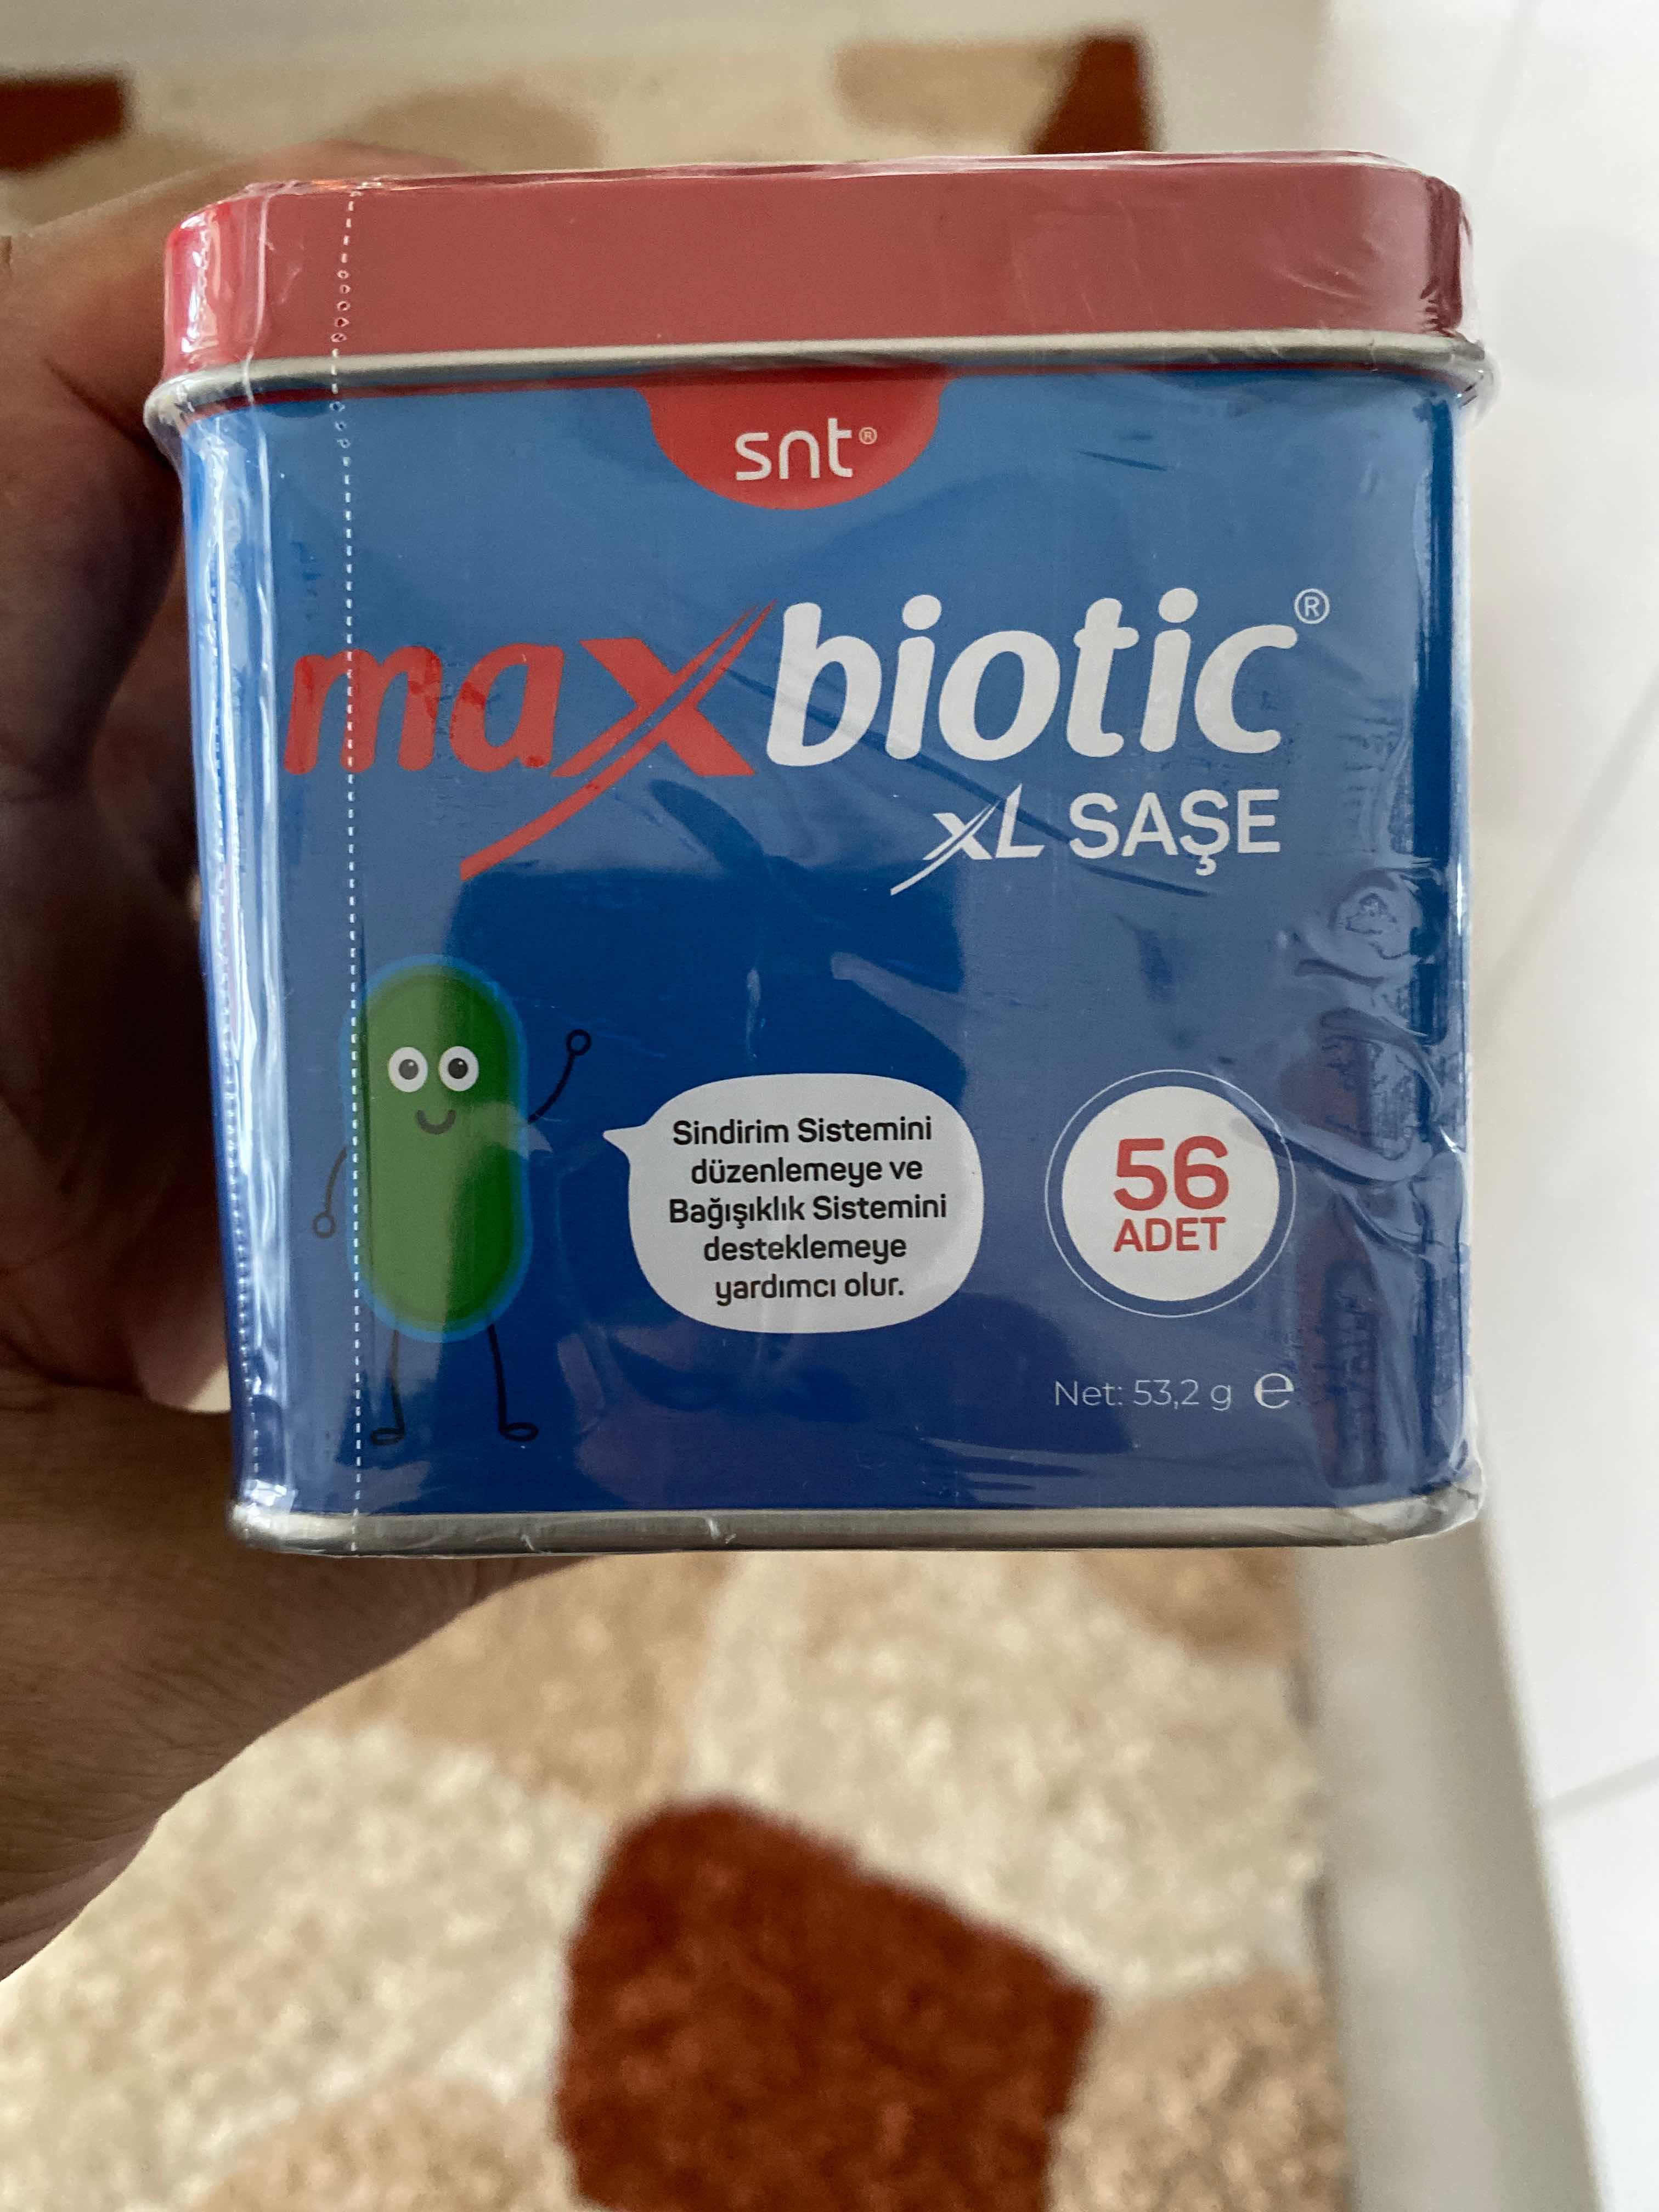 snt®
maxbiotic®
xL SAŞE
Sindirim Sistemini
düzenlemeye ve
Bağışıklık Sistemini
desteklemeye
yardımcı olur.
56
ADET
Net: 53,2 g e